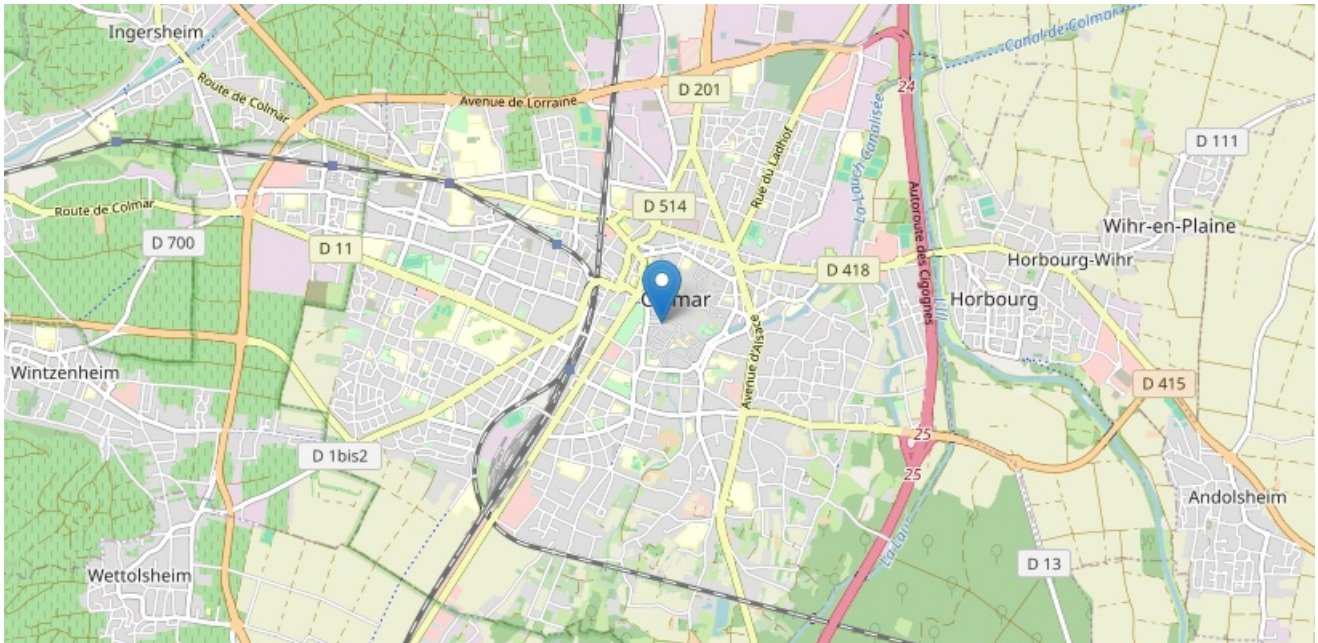 Ingersheim
Route de Colmar
Avenue de Lorraine
D 201
24
Canal de Colmar
D 111
La Lauch Canalisée
Rue du Ladhof
Autoroute des Cigognes
Route de Colmar
D 514
D 700
D 11
Wihr-en-Plaine
Horbourg-Wihr
D 418
Colmar
Horbourg
L'Ill
Avenue d'Alsace
Wintzenheim
D 415
25
D 1bis2
25
Andolsheim
Wettolsheim
D 13